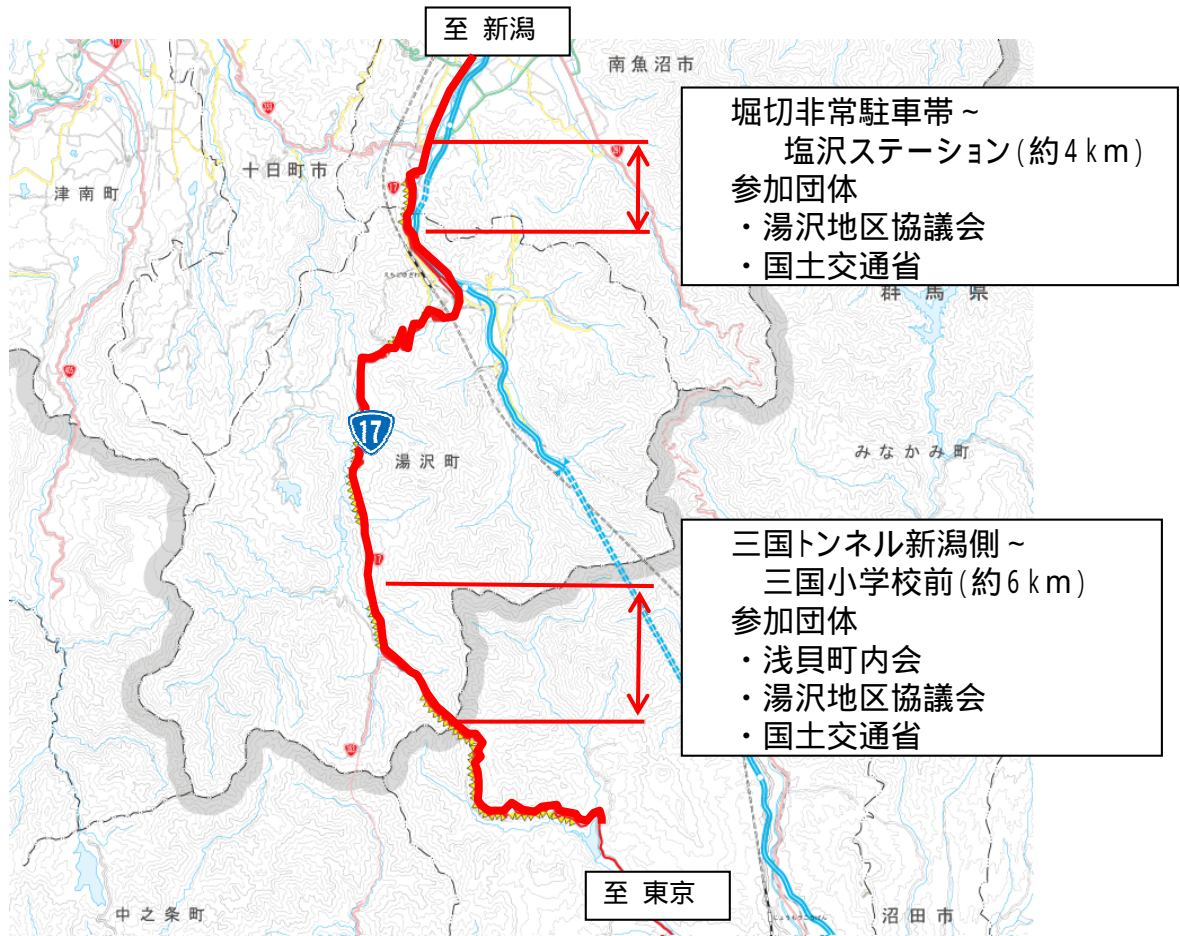 至 新潟
南魚沼市
堀切非常駐車帯~
塩沢ステーション(約4km)
参加団体
・湯沢地区協議会
・国土交通省
十日町市
津南町
17
群馬県
17
湯沢町
みなかみ町
17
三国トンネル新潟側~
三国小学校前(約6km)
参加団体
・浅貝町内会
・湯沢地区協議会
・国土交通省
至 東京
中之条町
沼田市